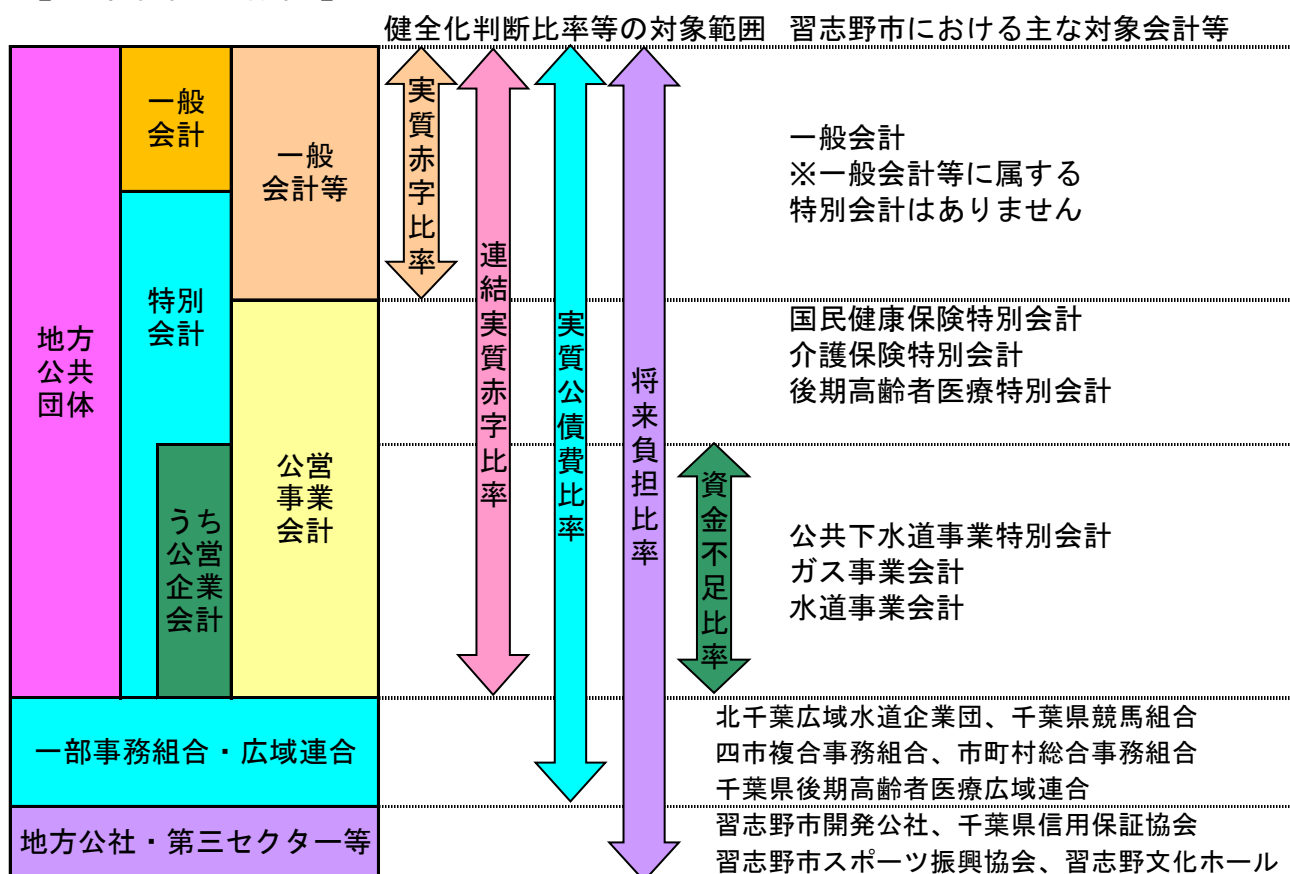 健全化判断比率等の対象範囲
習志野市における主な対象会計等
地方
公共
団体
一般
会計
特別
会計
うち
公営
企業
会計
一般
会計等
公営
事業
会計
実質赤字比率
連結実質赤字比率
実質公債費比率
将来負担比率
資金不足比率
一般会計
※一般会計等に属する
特別会計はありません
国民健康保険特別会計
介護保険特別会計
後期高齢者医療特別会計
公共下水道事業特別会計
ガス事業会計
水道事業会計
一部事務組合・広域連合
北千葉広域水道企業団、千葉県競馬組合
四市複合事務組合、市町村総合事務組合
千葉県後期高齢者医療広域連合
地方公社・第三セクター等
習志野市開発公社、千葉県信用保証協会
習志野市スポーツ振興協会、習志野文化ホール